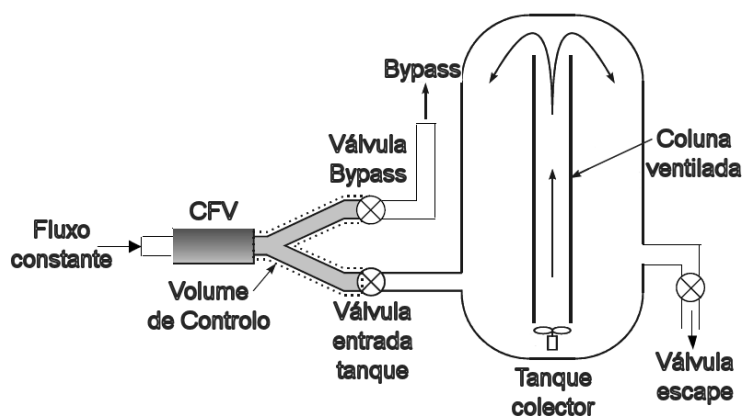 Bypass
Válvula
Bypass
CFV
Fluxo
constante
Volume
de Controlo
Válvula
entrada
tanque
Coluna
ventilada
Tanque
colector
Válvula
escape